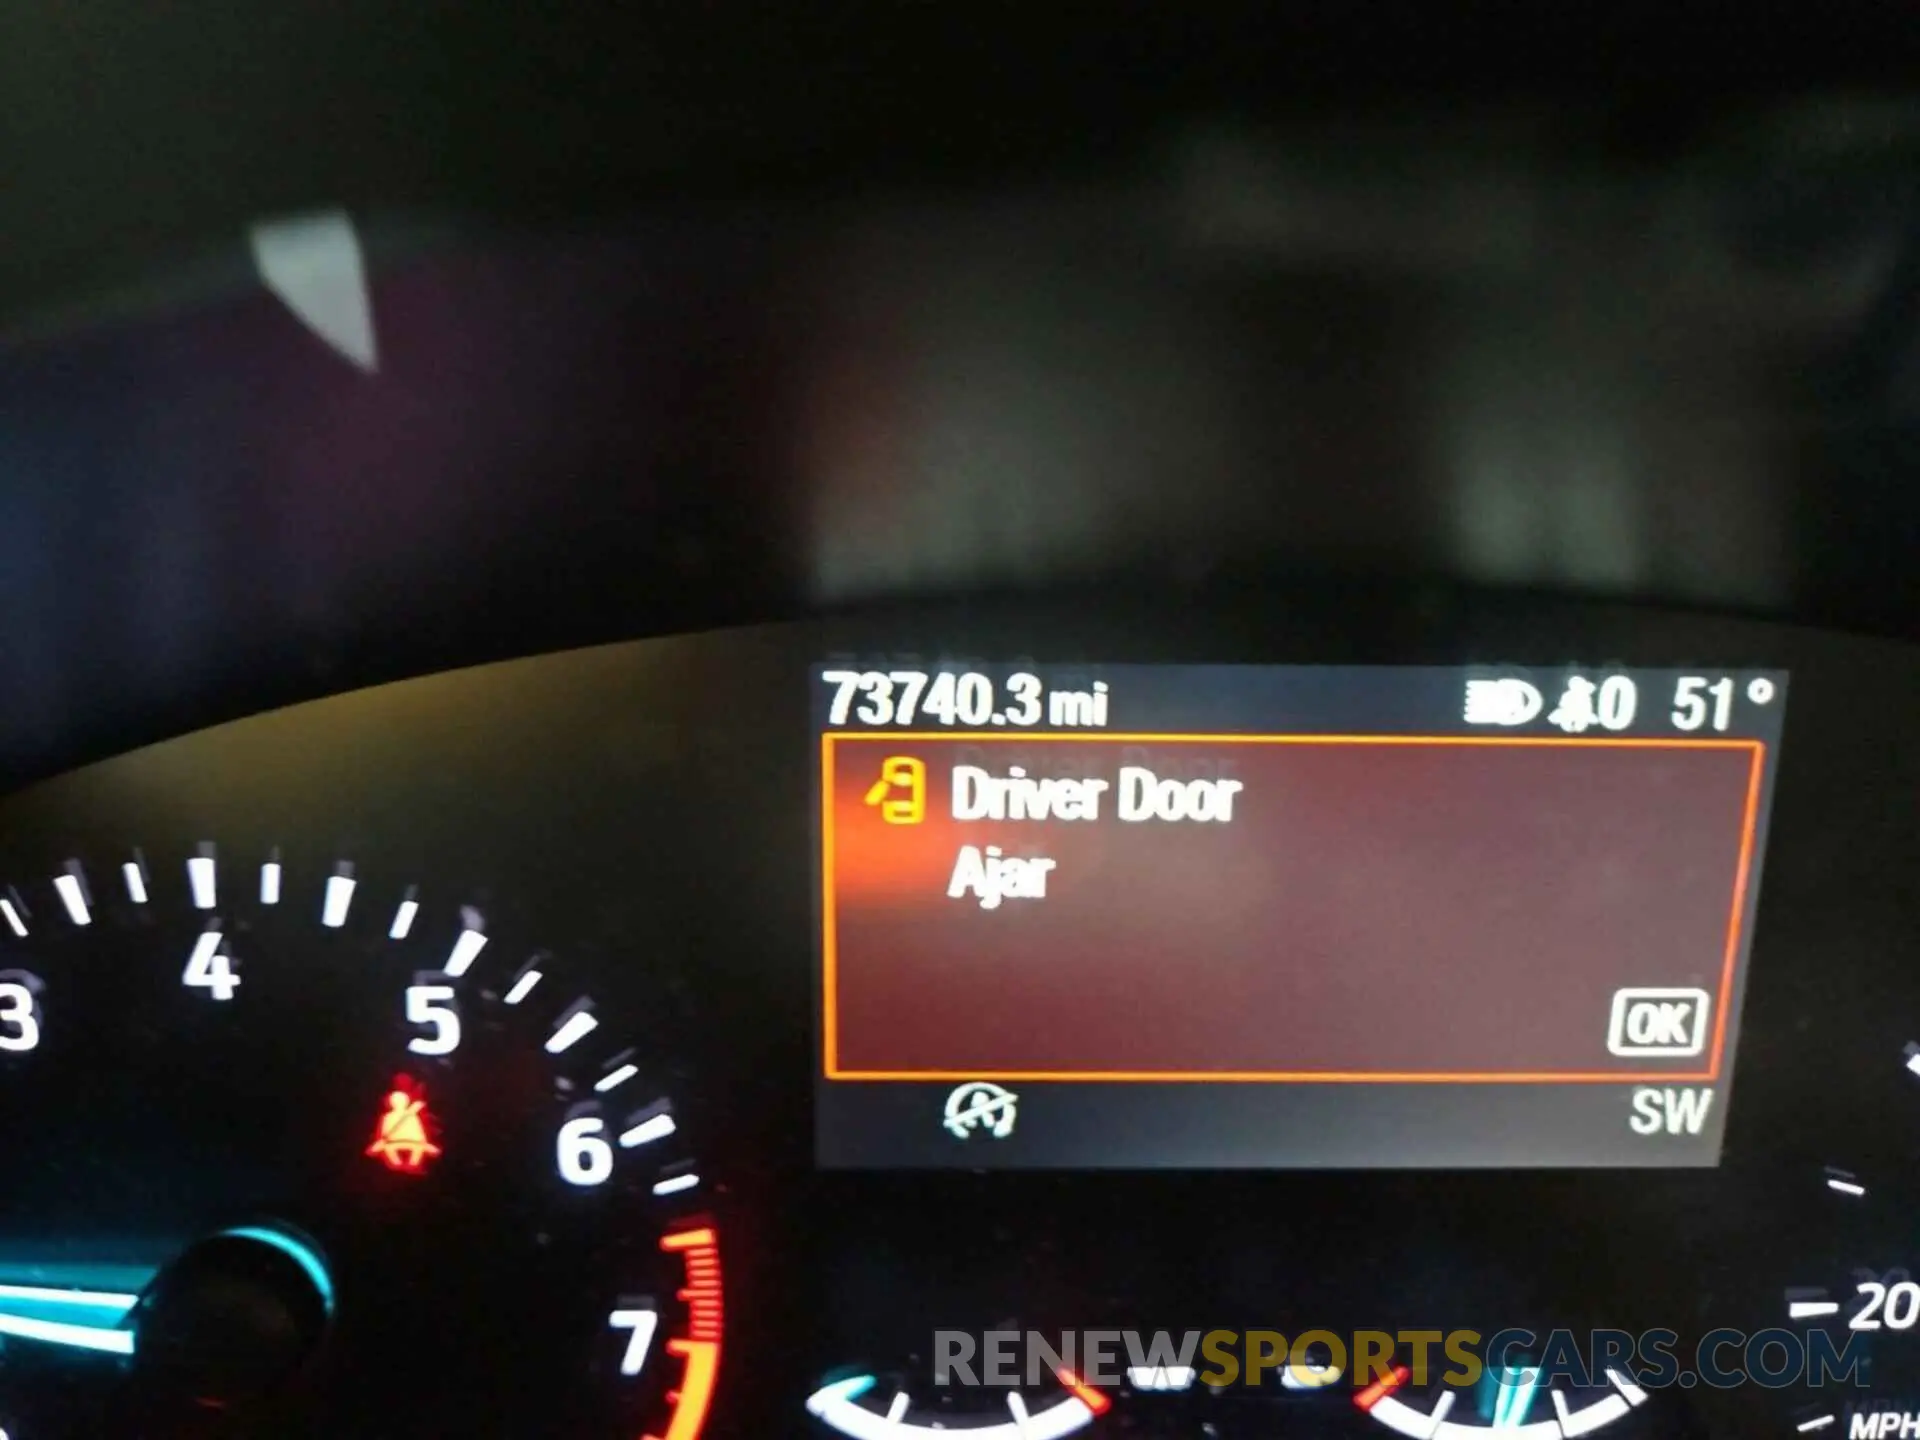 73740.3 mi 0 51°
Driver Door
Ajar
OK
SW
3
4
5
6
7
20
MPH
RENEWSPORTSCARS.COM